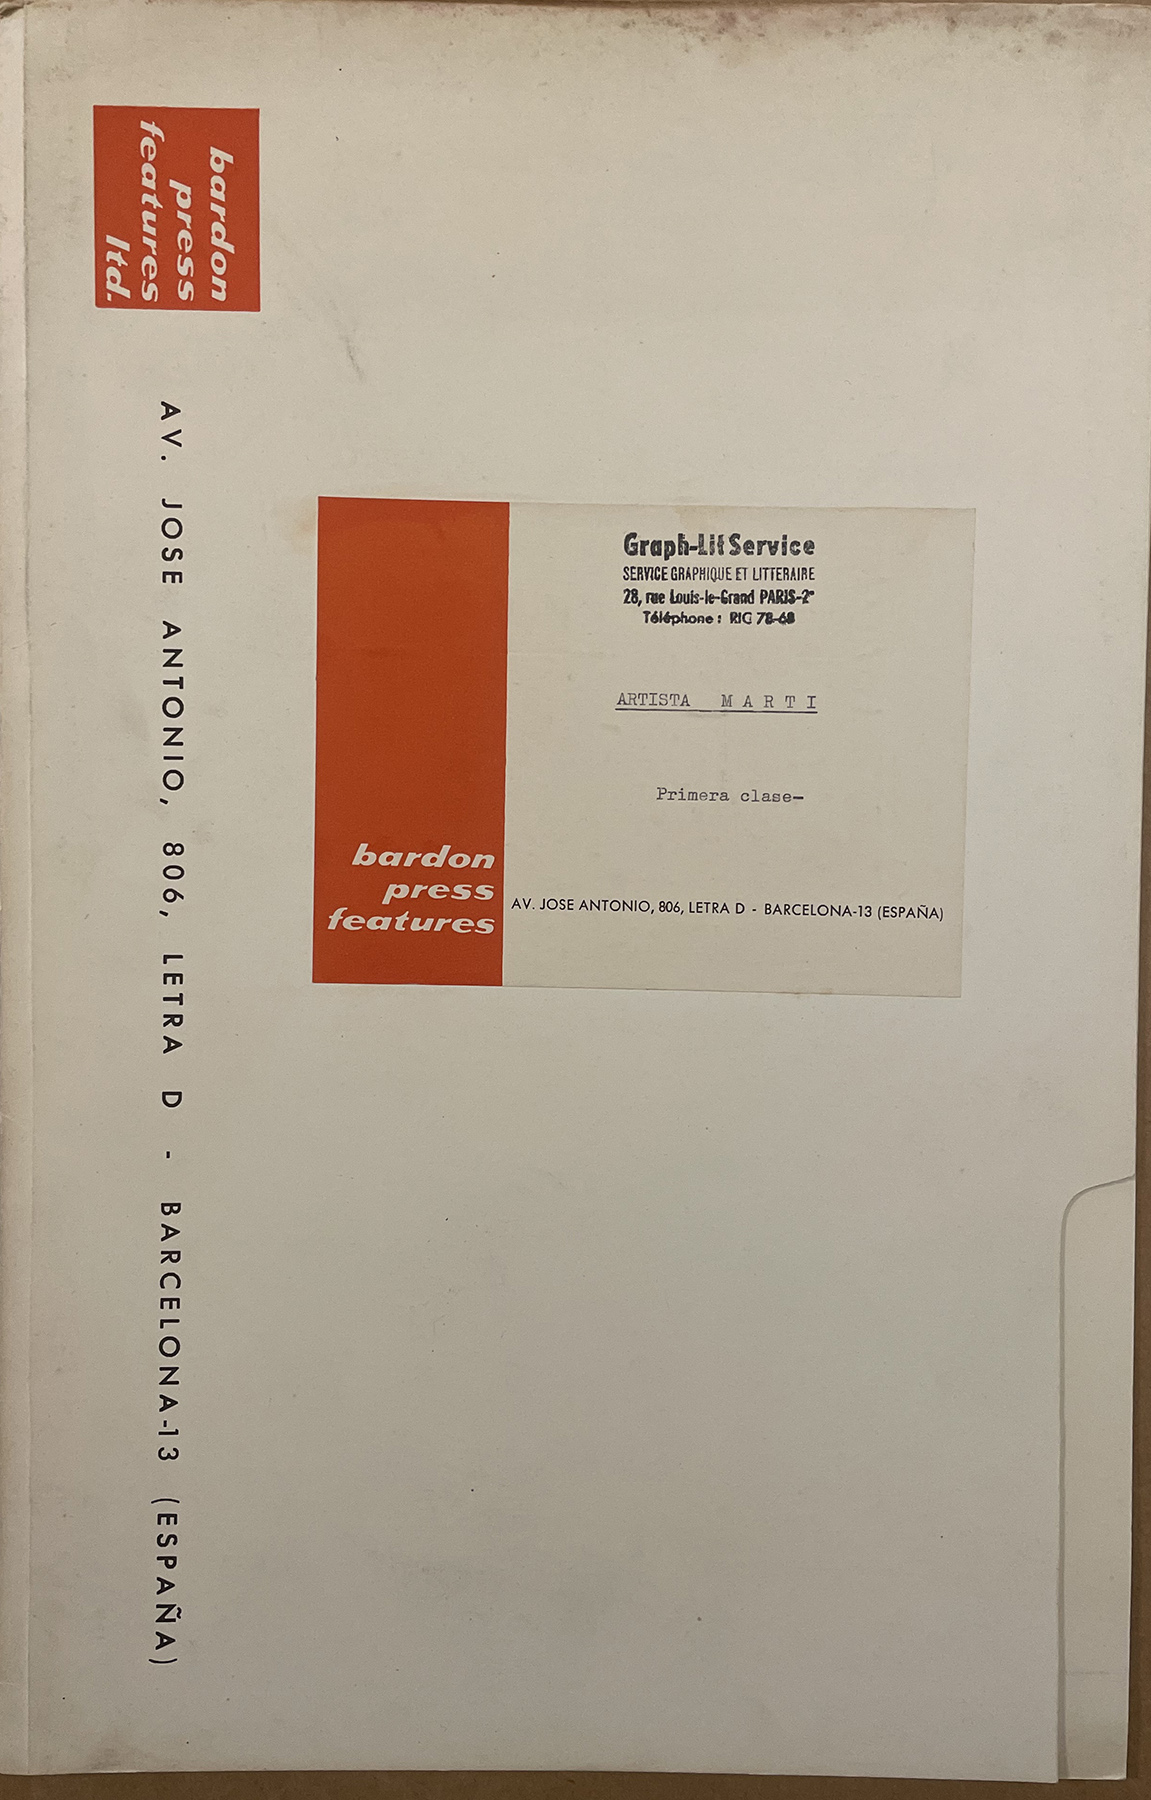 bardon
press
features
ltd.
AV. JOSE ANTONIO, 806, LETRA D - BARCELONA-13 (ESPAÑA)
Graph-Lit Service
SERVICE GRAPHIQUE ET LITTERAIRE
28, rue Louis-le-Grand PARIS-2e
Téléphone : RIC 78-68
ARTISTA M A R T I
Primera clase-
bardon
press
features
AV. JOSE ANTONIO, 806, LETRA D - BARCELONA-13 (ESPAÑA)